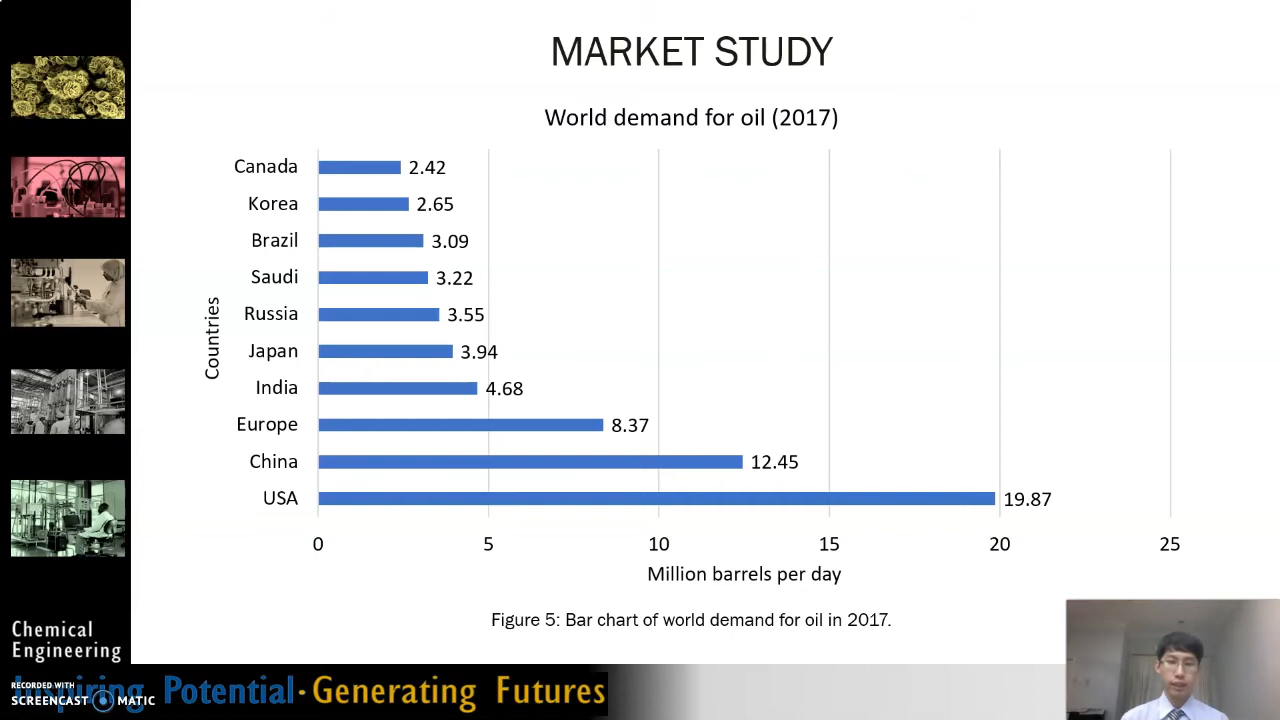 MARKET STUDY
World demand for oil (2017)
Countries
Canada 2.42
Korea 2.65
Brazil 3.09
Saudi 3.22
Russia 3.55
Japan 3.94
India 4.68
Europe 8.37
China 12.45
USA 19.87
0 5 10 15 20 25
Million barrels per day
Figure 5: Bar chart of world demand for oil in 2017.
Chemical
Engineering
RECORDED WITH
SCREENCAST MATIC
Inspiring Potential · Generating Futures